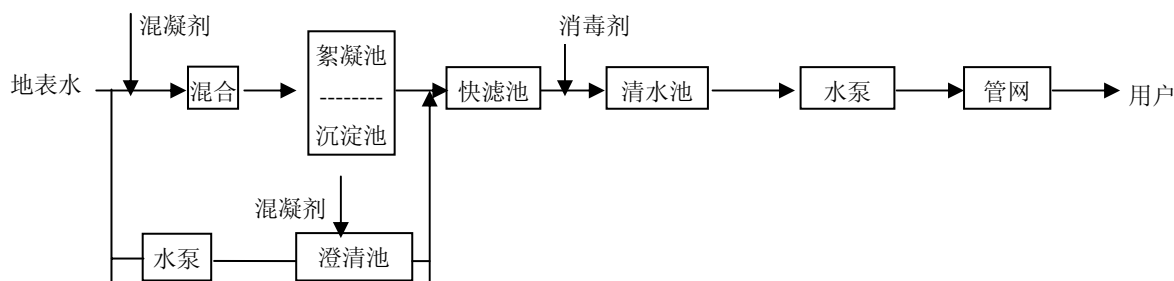 混凝剂
消毒剂
地表水
混合
絮凝池
--------
沉淀池
快滤池
清水池
水泵
管网
用户
混凝剂
水泵
澄清池